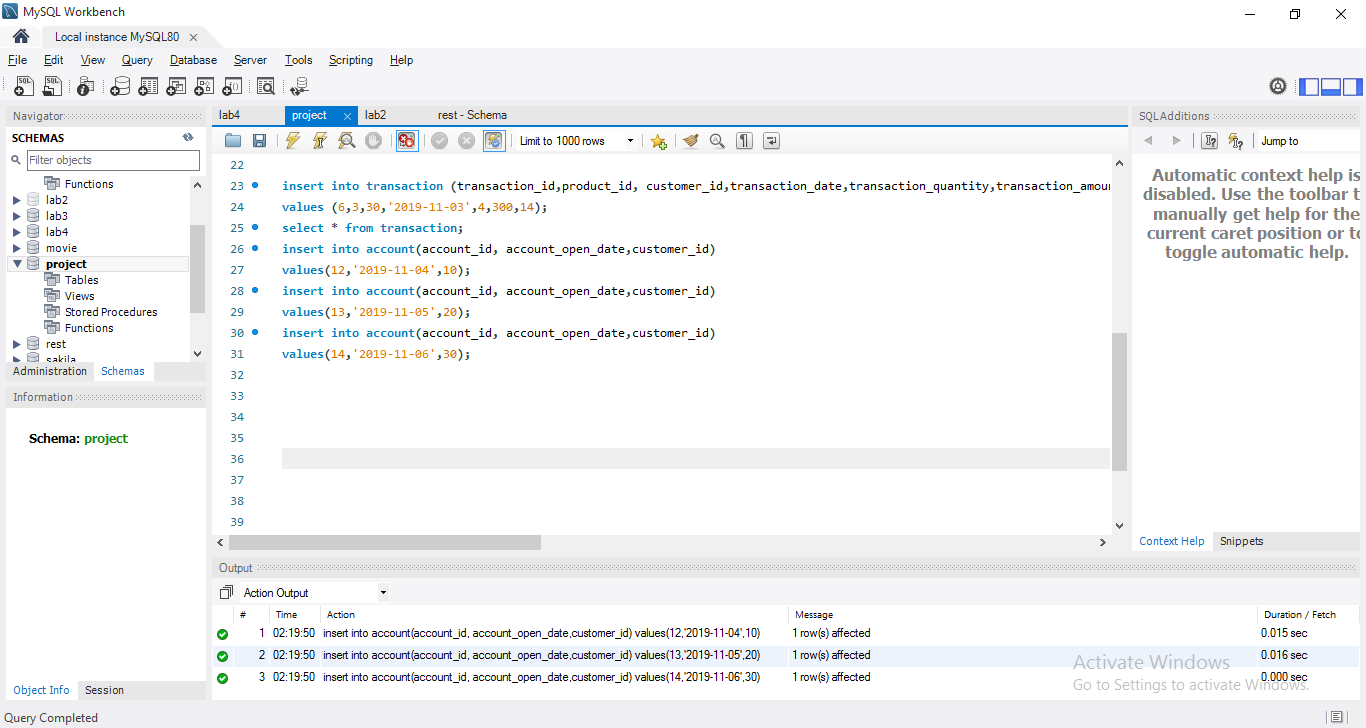 MySQL Workbench
Local instance MySQL80
File Edit View Query Database Server Tools Scripting Help
Navigator
SCHEMAS
Filter objects
Functions
lab2
lab3
lab4
movie
project
Tables
Views
Stored Procedures
Functions
rest
sakila
Administration Schemas
Information
Schema: project
Object Info Session
lab4 project lab2 rest - Schema
Limit to 1000 rows
22
23 insert into transaction (transaction_id,product_id, customer_id,transaction_date,transaction_quantity,transaction_amou
24 values (6,3,30,'2019-11-03',4,300,14);
25 select * from transaction;
26 insert into account(account_id, account_open_date,customer_id)
27 values(12,'2019-11-04',10);
28 insert into account(account_id, account_open_date,customer_id)
29 values(13,'2019-11-05',20);
30 insert into account(account_id, account_open_date,customer_id)
31 values(14,'2019-11-06',30);
32
33
34
35
36
37
38
39
SQLAdditions
Jump to
Automatic context help is
disabled. Use the toolbar t
manually get help for the
current caret position or to
toggle automatic help.
Context Help Snippets
Output
Action Output
# Time Action Message Duration / Fetch
1 02:19:50 insert into account(account_id, account_open_date,customer_id) values(12,'2019-11-04',10) 1 row(s) affected 0.015 sec
2 02:19:50 insert into account(account_id, account_open_date,customer_id) values(13,'2019-11-05',20) 1 row(s) affected 0.016 sec
3 02:19:50 insert into account(account_id, account_open_date,customer_id) values(14,'2019-11-06',30) 1 row(s) affected 0.000 sec
Activate Windows
Go to Settings to activate Windows.
Query Completed